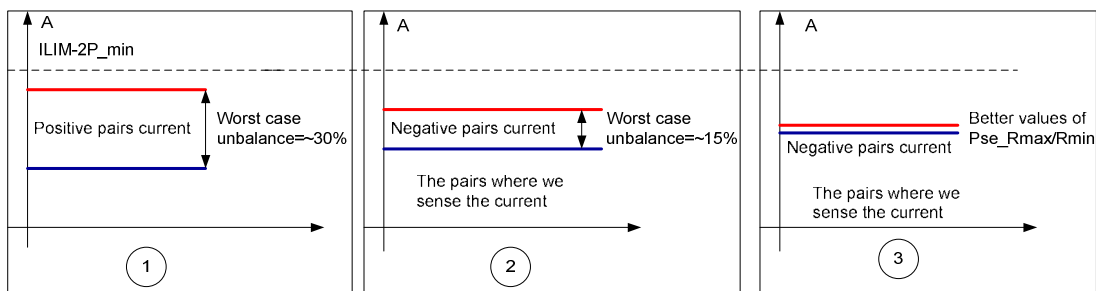 A
ILIM-2P_min
Positive pairs current
Worst case
unbalance=~30%
1
A
Negative pairs current
Worst case
unbalance=~15%
The pairs where we
sense the current
2
A
Better values of
Pse_Rmax/Rmin
Negative pairs current
The pairs where we
sense the current
3